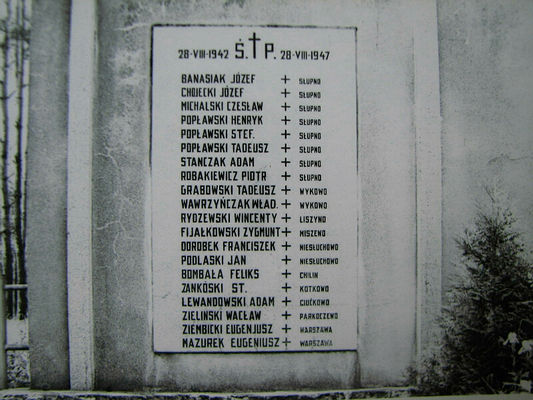 28-VIII-1942 Ś.†P. 28-VIII-1947
BANASIAK JÓZEF + SŁUPNO
CHOJECKI JÓZEF + SŁUPNO
MICHALSKI CZESŁAW + SŁUPNO
POPŁAWSKI HENRYK + SŁUPNO
POPŁAWSKI STEF. + SŁUPNO
POPŁAWSKI TADEUSZ + SŁUPNO
STAŃCZAK ADAM + SŁUPNO
ROBAKIEWICZ PIOTR + SŁUPNO
GRABOWSKI TADEUSZ + WYKOWO
WAWRZYŃCZAK WŁAD. + WYKOWO
RYDZEWSKI WINCENTY + LISZYNO
FIJAŁKOWSKI ZYGMUNT + MISZEWO
DOROBEK FRANCISZEK + NIESŁUCHOWO
PODLASKI JAN + NIESŁUCHOWO
BOMBAŁA FELIKS + CHILIN
ZAŃKÓSKI ST. + KOTKOWO
LEWANDOWSKI ADAM + CIUĆKOWO
ZIELIŃSKI WACŁAW + PARKOCZEWO
ZIEMBICKI EUGENJUSZ + WARSZAWA
MAZUREK EUGENIUSZ + WARSZAWA